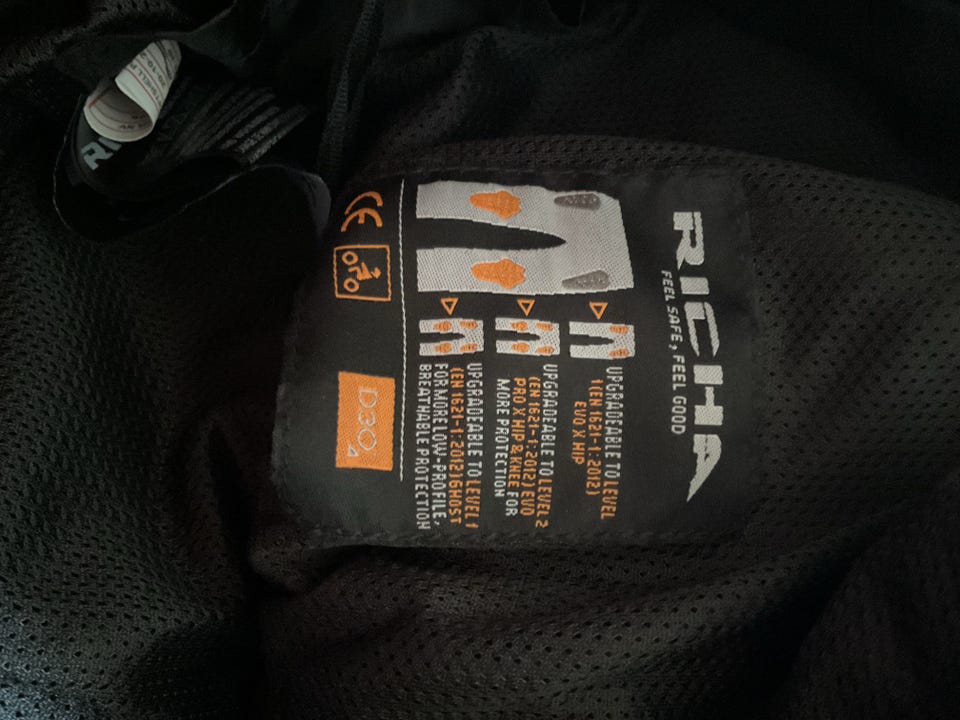 RICHA
FEEL SAFE, FEEL GOOD
UPGRADEABLE TO LEVEL
1(EN 1621-1:2012)
EVO X HIP
UPGRADEABLE TO LEVEL 2
(EN 1621-1:2012) EVO
PRO X HIP & KNEE FOR
MORE PROTECTION
UPGRADEABLE TO LEVEL 1
(EN 1621-1:2012)GHOST
FOR MORE LOW-PROFILE,
BREATHABLE PROTECTION
CE
D3O